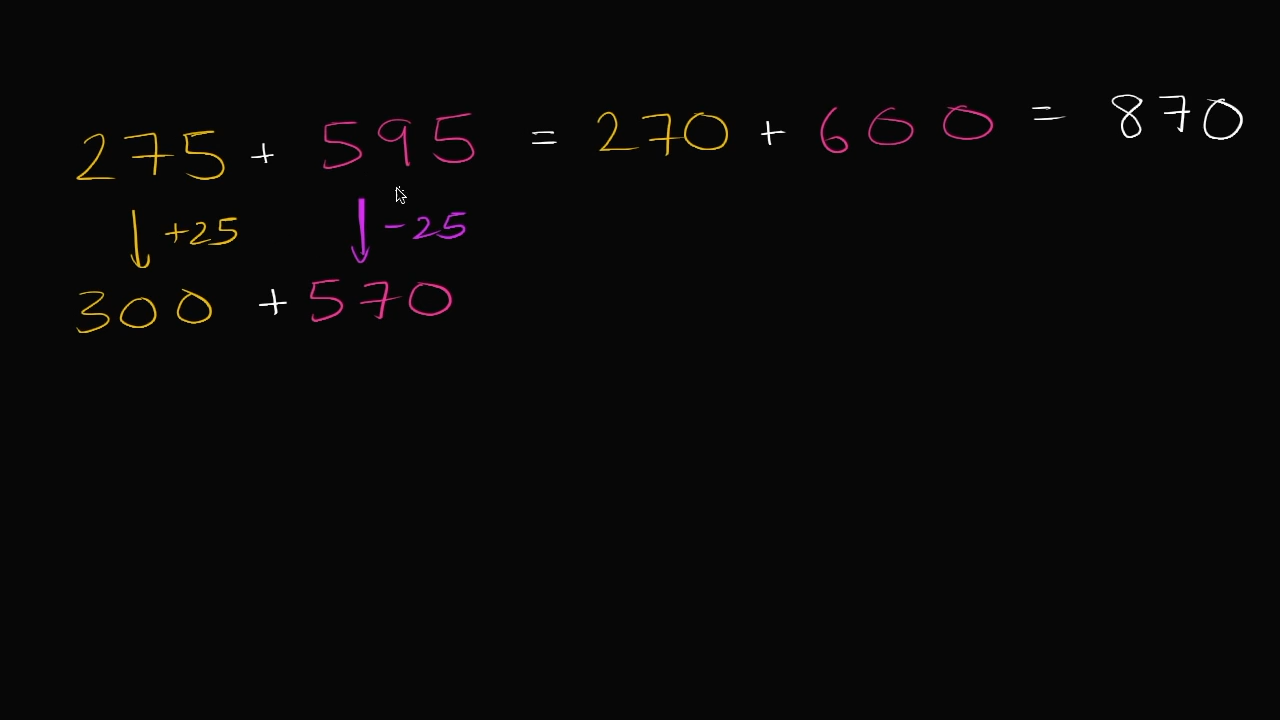 275 + 595 = 270 + 600 = 870
+25 -25
300 + 570